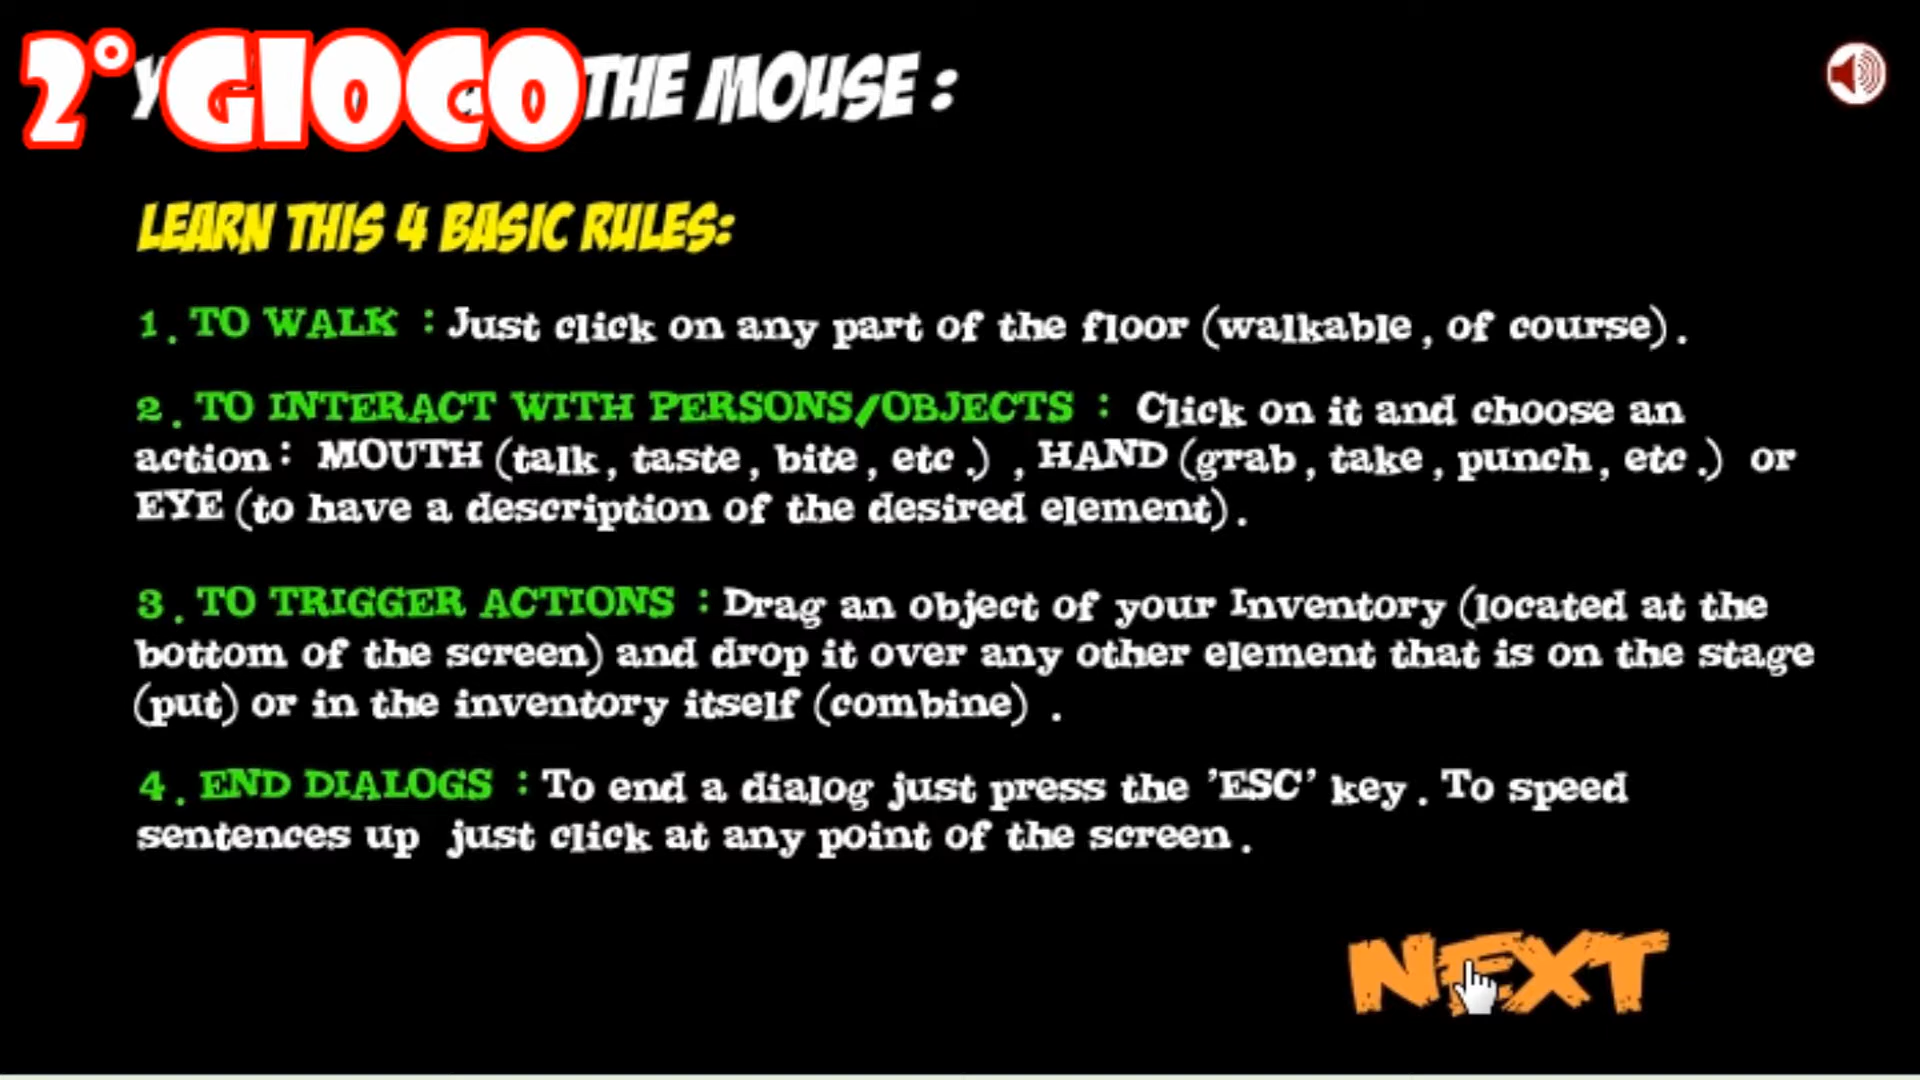 2° GIOCO THE MOUSE :
LEARN THIS 4 BASIC RULES:
1. TO WALK : Just click on any part of the floor (walkable, of course).
2. TO INTERACT WITH PERSONS/OBJECTS : Click on it and choose an
action: MOUTH (talk, taste, bite, etc.) , HAND (grab, take, punch, etc.) or
EYE (to have a description of the desired element).
3. TO TRIGGER ACTIONS : Drag an object of your Inventory (located at the
bottom of the screen) and drop it over any other element that is on the stage
(put) or in the inventory itself (combine) .
4. END DIALOGS : To end a dialog just press the 'ESC' key. To speed
sentences up just click at any point of the screen.
NEXT